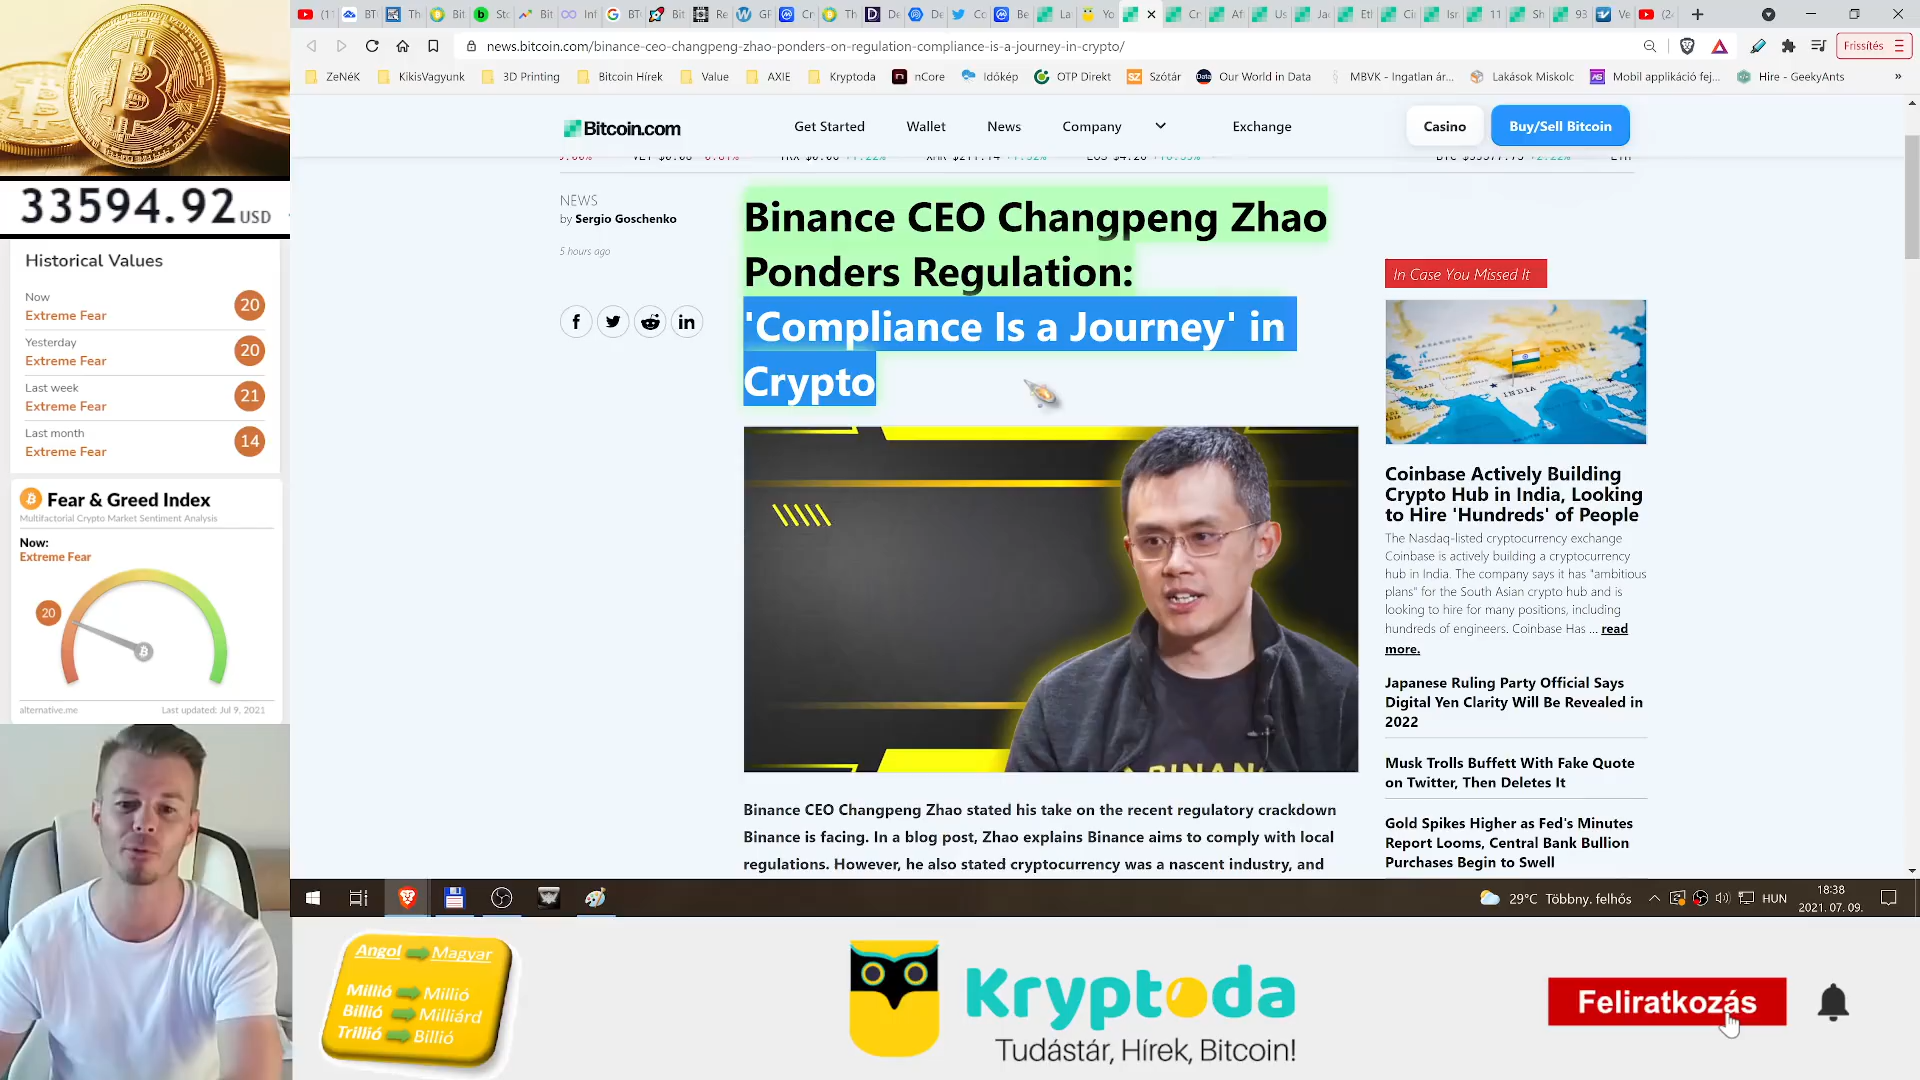 33594.92 USD
Historical Values
Now
Extreme Fear
20
Yesterday
Extreme Fear
20
Last week
Extreme Fear
21
Last month
Extreme Fear
14
Fear & Greed Index
Multifactorial Crypto Market Sentiment Analysis
Now:
Extreme Fear
20
alternative.me
Last updated: Jul 9, 2021
news.bitcoin.com/binance-ceo-changpeng-zhao-ponders-on-regulation-compliance-is-a-journey-in-crypto/
Frissítés
ZeNéK
KikisVagyunk
3D Printing
Bitcoin Hírek
Value
AXIE
Kryptoda
nCore
Időkép
OTP Direkt
Szótár
Our World in Data
MBVK - Ingatlan ár...
Lakások Miskolc
Mobil applikáció fej...
Hire - GeekyAnts
Bitcoin.com
Get Started
Wallet
News
Company
Exchange
Casino
Buy/Sell Bitcoin
NEWS
by Sergio Goschenko
5 hours ago
Binance CEO Changpeng Zhao
Ponders Regulation:
'Compliance Is a Journey' in
Crypto
BINAN
Binance CEO Changpeng Zhao stated his take on the recent regulatory crackdown
Binance is facing. In a blog post, Zhao explains Binance aims to comply with local
regulations. However, he also stated cryptocurrency was a nascent industry, and
In Case You Missed It
INDIA
CHINA
Coinbase Actively Building
Crypto Hub in India, Looking
to Hire 'Hundreds' of People
The Nasdaq-listed cryptocurrency exchange
Coinbase is actively building a cryptocurrency
hub in India. The company says it has "ambitious
plans" for the South Asian crypto hub and is
looking to hire for many positions, including
hundreds of engineers. Coinbase Has ... read
more.
Japanese Ruling Party Official Says
Digital Yen Clarity Will Be Revealed in
2022
Musk Trolls Buffett With Fake Quote
on Twitter, Then Deletes It
Gold Spikes Higher as Fed's Minutes
Report Looms, Central Bank Bullion
Purchases Begin to Swell
29°C Többny. felhős
HUN
18:38
2021. 07. 09.
Angol Magyar
Millió Millió
Billió Milliárd
Trillió Billió
Kryptoda
Tudástár, Hírek, Bitcoin!
Feliratkozás